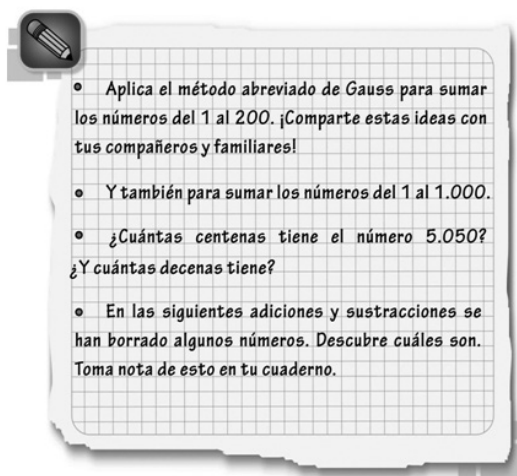 • Aplica el método abreviado de Gauss para sumar
los números del 1 al 200. ¡Comparte estas ideas con
tus compañeros y familiares!
• Y también para sumar los números del 1 al 1.000.
• ¿Cuántas centenas tiene el número 5.050?
¿Y cuántas decenas tiene?
• En las siguientes adiciones y sustracciones se
han borrado algunos números. Descubre cuáles son.
Toma nota de esto en tu cuaderno.